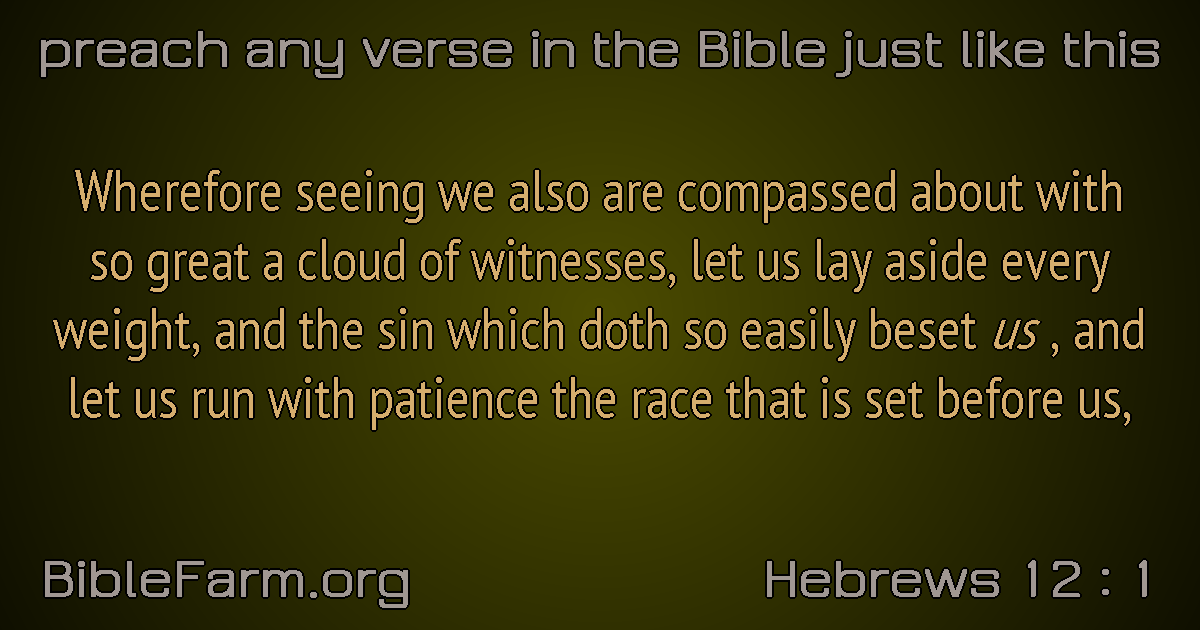 preach any verse in the Bible just like this
Wherefore seeing we also are compassed about with
so great a cloud of witnesses, let us lay aside every
weight, and the sin which doth so easily beset us , and
let us run with patience the race that is set before us,
BibleFarm.org
Hebrews 12 : 1